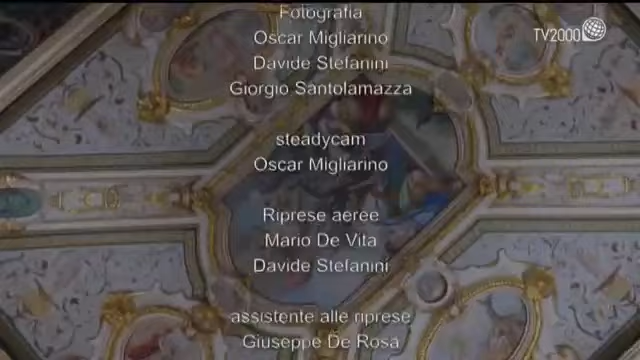 Fotografia
TV2000
Oscar Migliarino
Davide Stefanini
Giorgio Santolamazza
steadycam
Oscar Migliarino
Riprese aeree
Mario De Vita
Davide Stefanini
assistente alle riprese
Giuseppe De Rosa